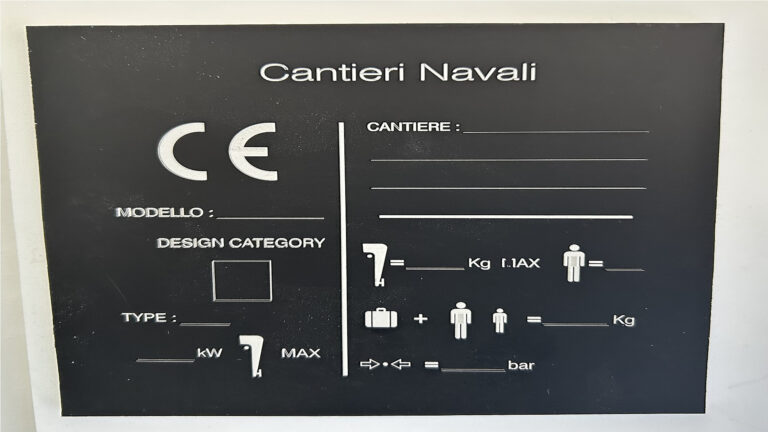 Cantieri Navali
CE
MODELLO :
DESIGN CATEGORY
TYPE :
kW MAX
CANTIERE :
= Kg MAX =
+ = Kg
= bar